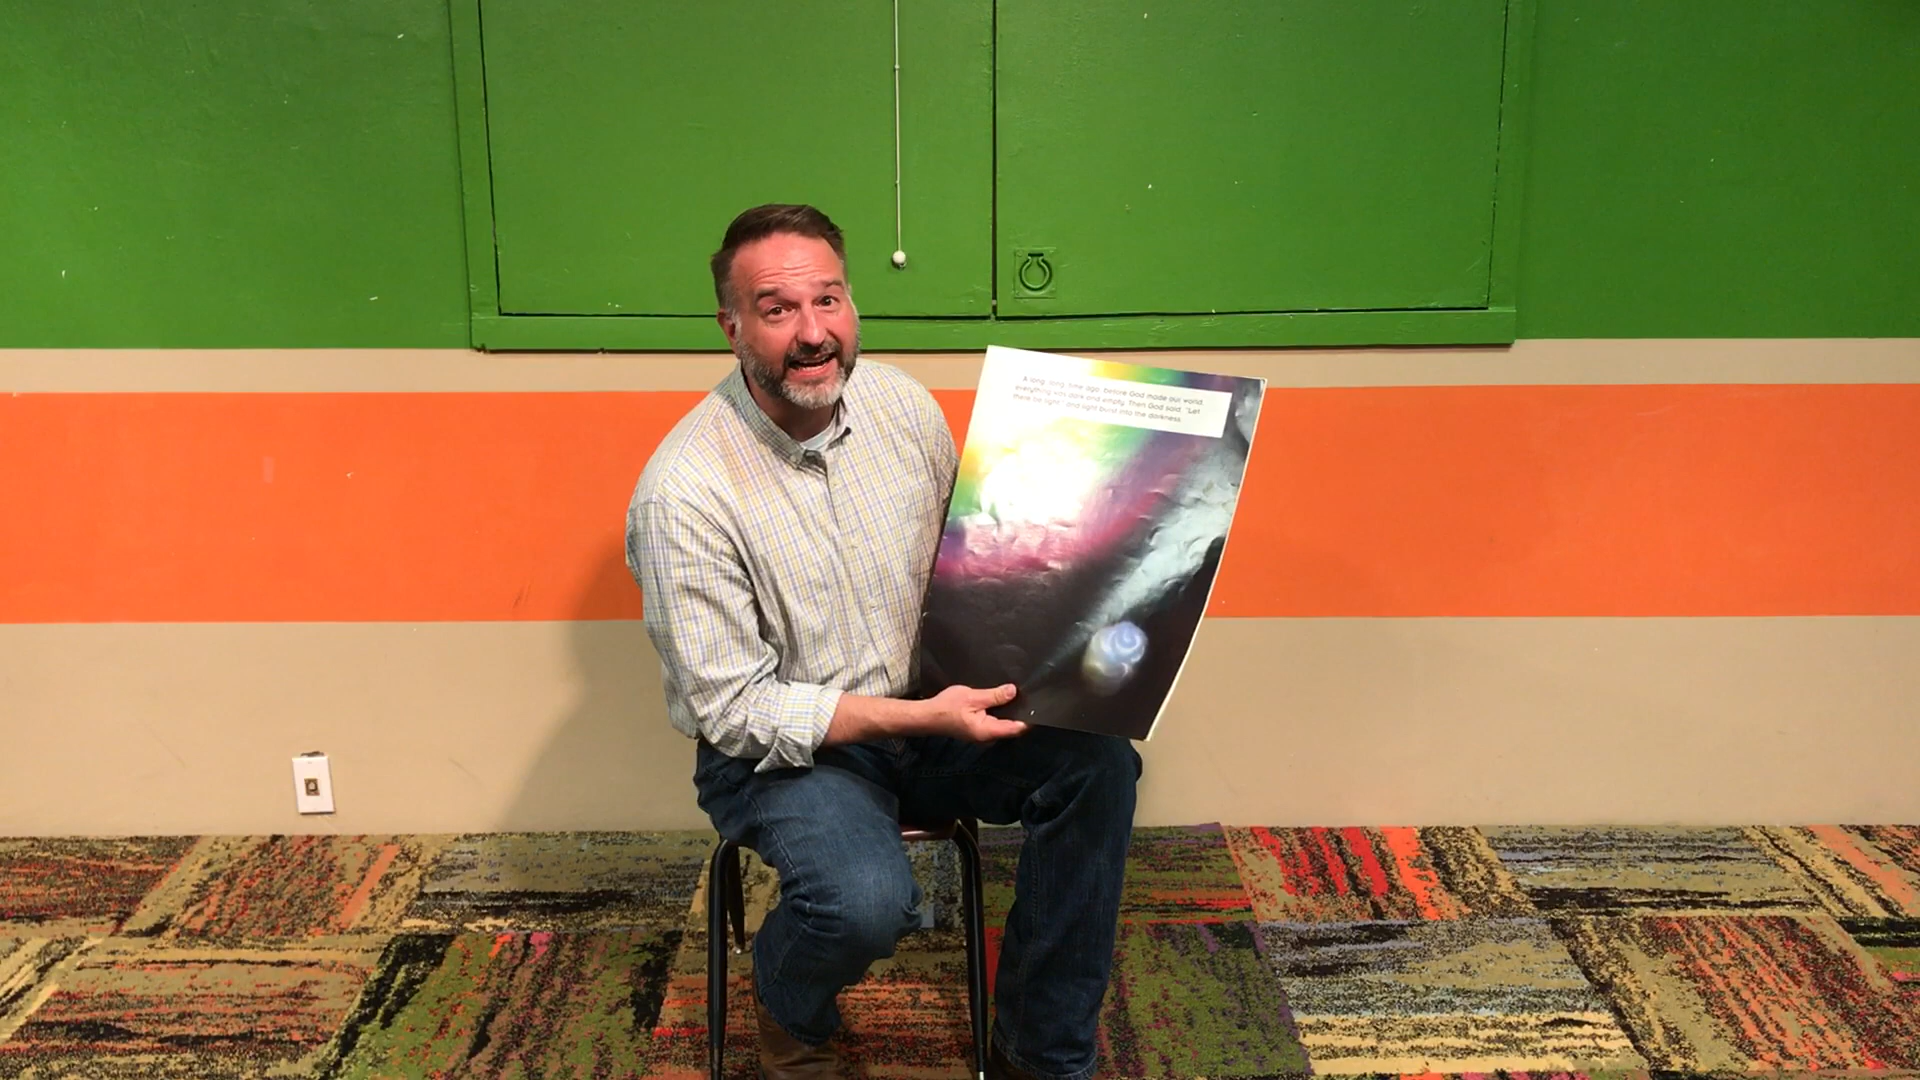 A long, long time ago, before God made our world,
everything was dark and empty. Then God said, "Let
there be light," and light burst into the darkness.